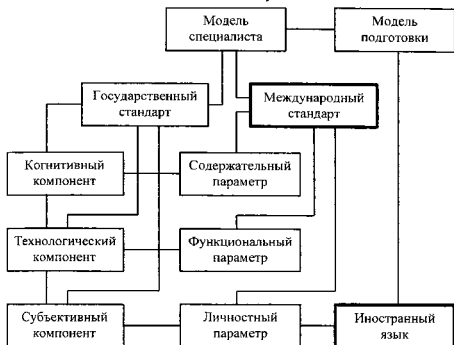 Модель
специалиста
Модель
подготовки
Государственный
стандарт
Международный
стандарт
Когнитивный
компонент
Содержательный
параметр
Технологический
компонент
Функциональный
параметр
Субъективный
компонент
Личностный
параметр
Иностранный
язык